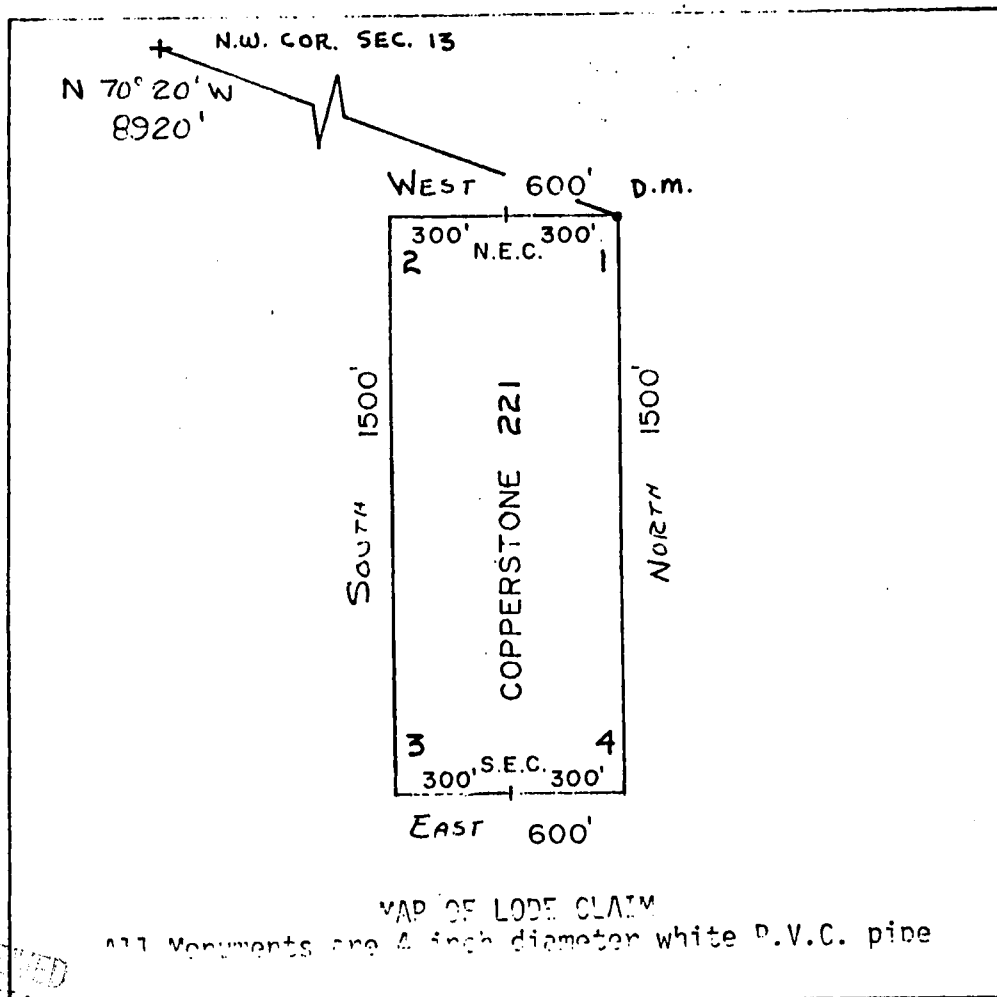 N.W. COR. SEC. 13
N 70° 20' W
8920'
WEST 600' D.M.
300' 300'
N.E.C.
2 1
SOUTH 1500'
COPPERSTONE 221
NORTH 1500'
3 4
300' S.E.C. 300'
EAST 600'
MAP OF LODE CLAIM
All Monuments are 4 inch diameter white P.V.C. pipe